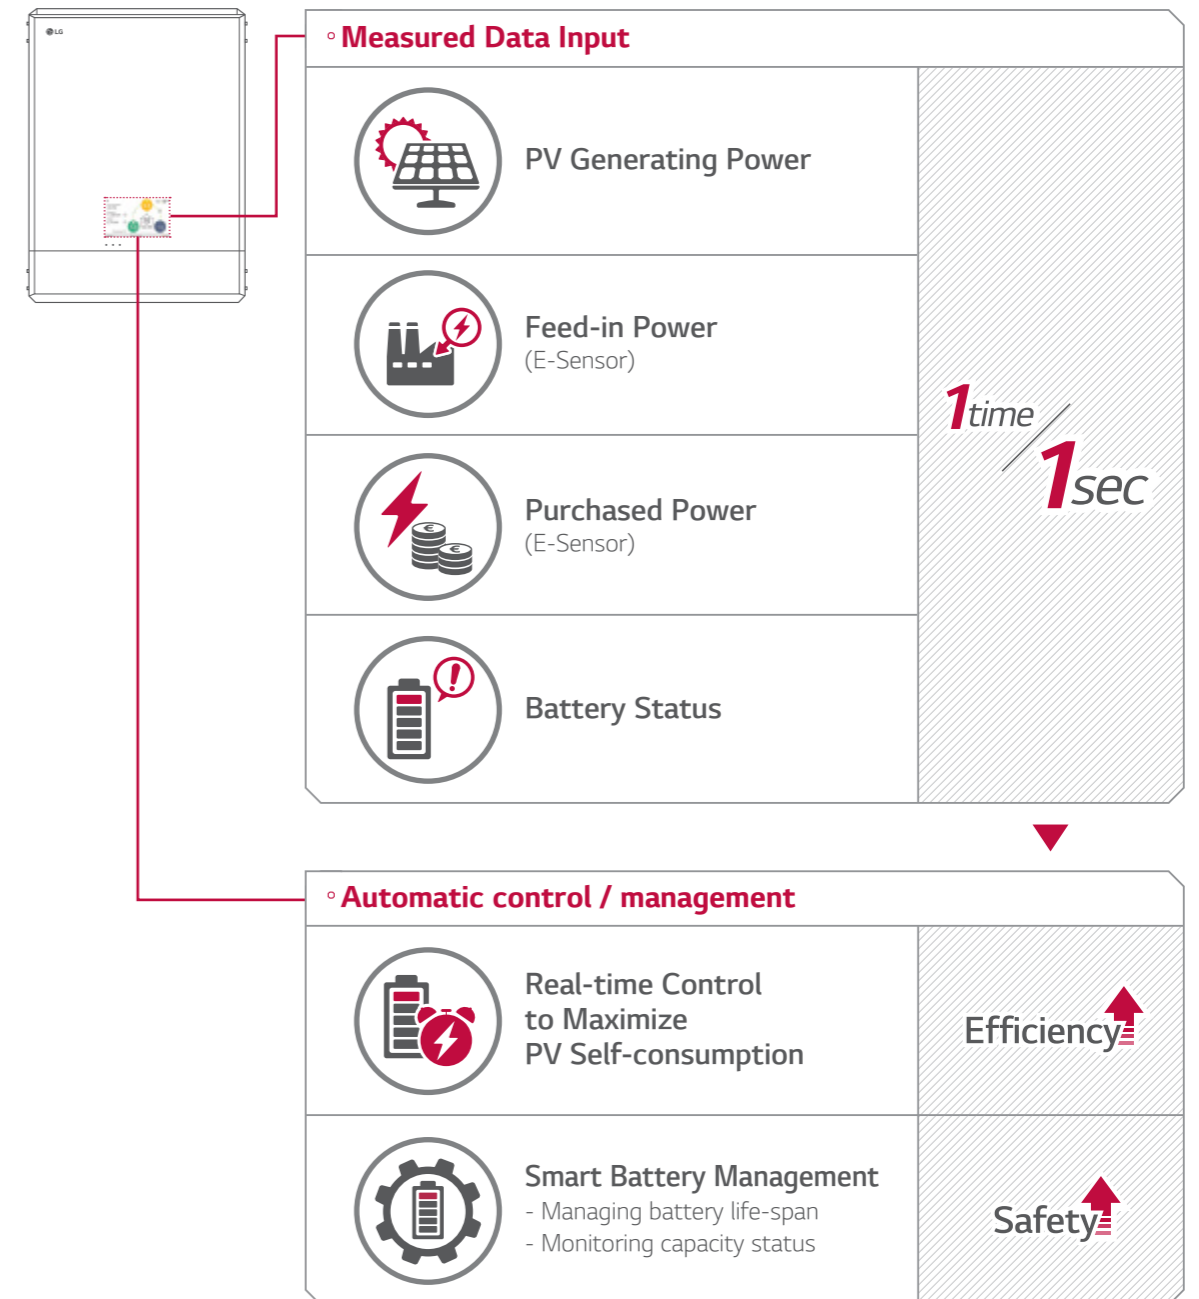 LG
Measured Data Input
PV Generating Power
Feed-in Power
(E-Sensor)
1time/1sec
Purchased Power
(E-Sensor)
Battery Status
Automatic control / management
Real-time Control
to Maximize
PV Self-consumption
Efficiency
Smart Battery Management
- Managing battery life-span
- Monitoring capacity status
Safety